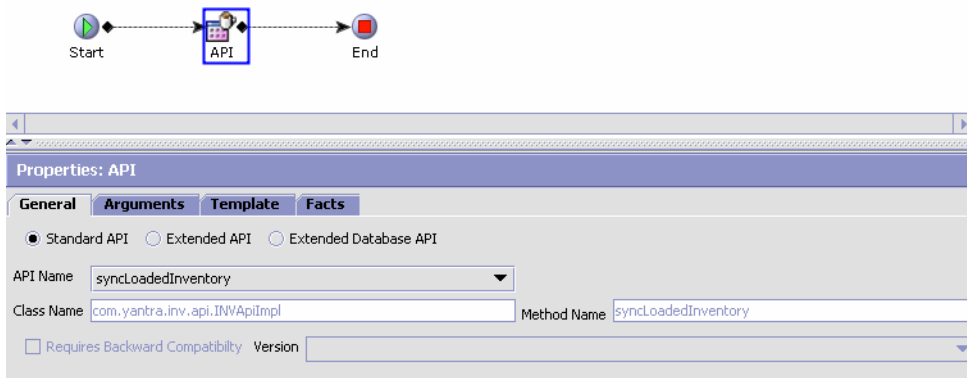 Start API End
Properties: API
General Arguments Template Facts
Standard API Extended API Extended Database API
API Name syncLoadedInventory
Class Name com.yantra.inv.api.INVApiImpl Method Name syncLoadedInventory
Requires Backward Compatibilty Version